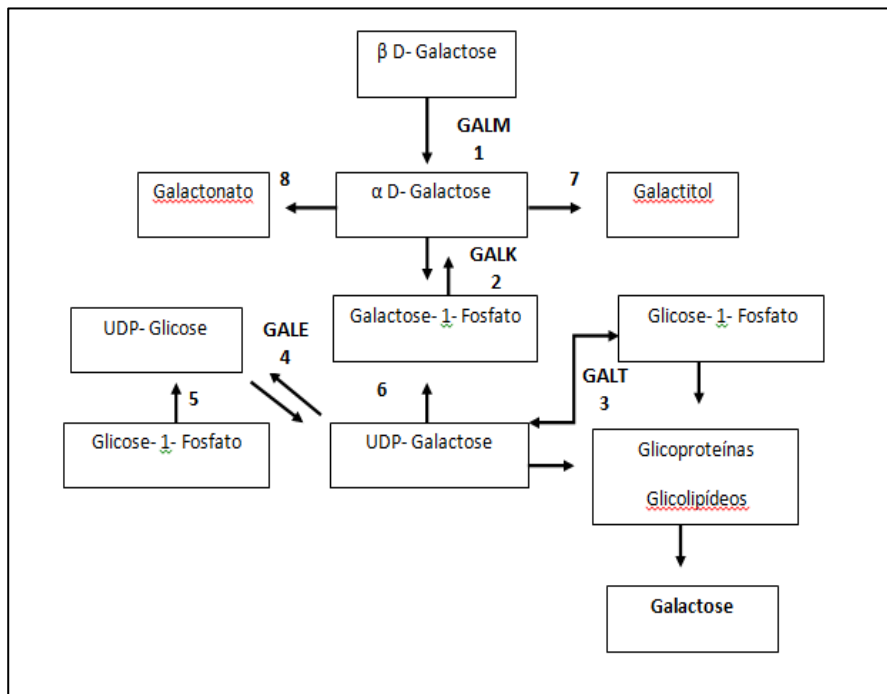 β D- Galactose
GALM
1
8
7
Galactonato
α D- Galactose
Galactitol
GALK
2
UDP- Glicose
GALE
4
Galactose- 1- Fosfato
Glicose- 1- Fosfato
5
6
GALT
3
Glicose- 1- Fosfato
UDP- Galactose
Glicoproteínas
Glicolipídeos
Galactose